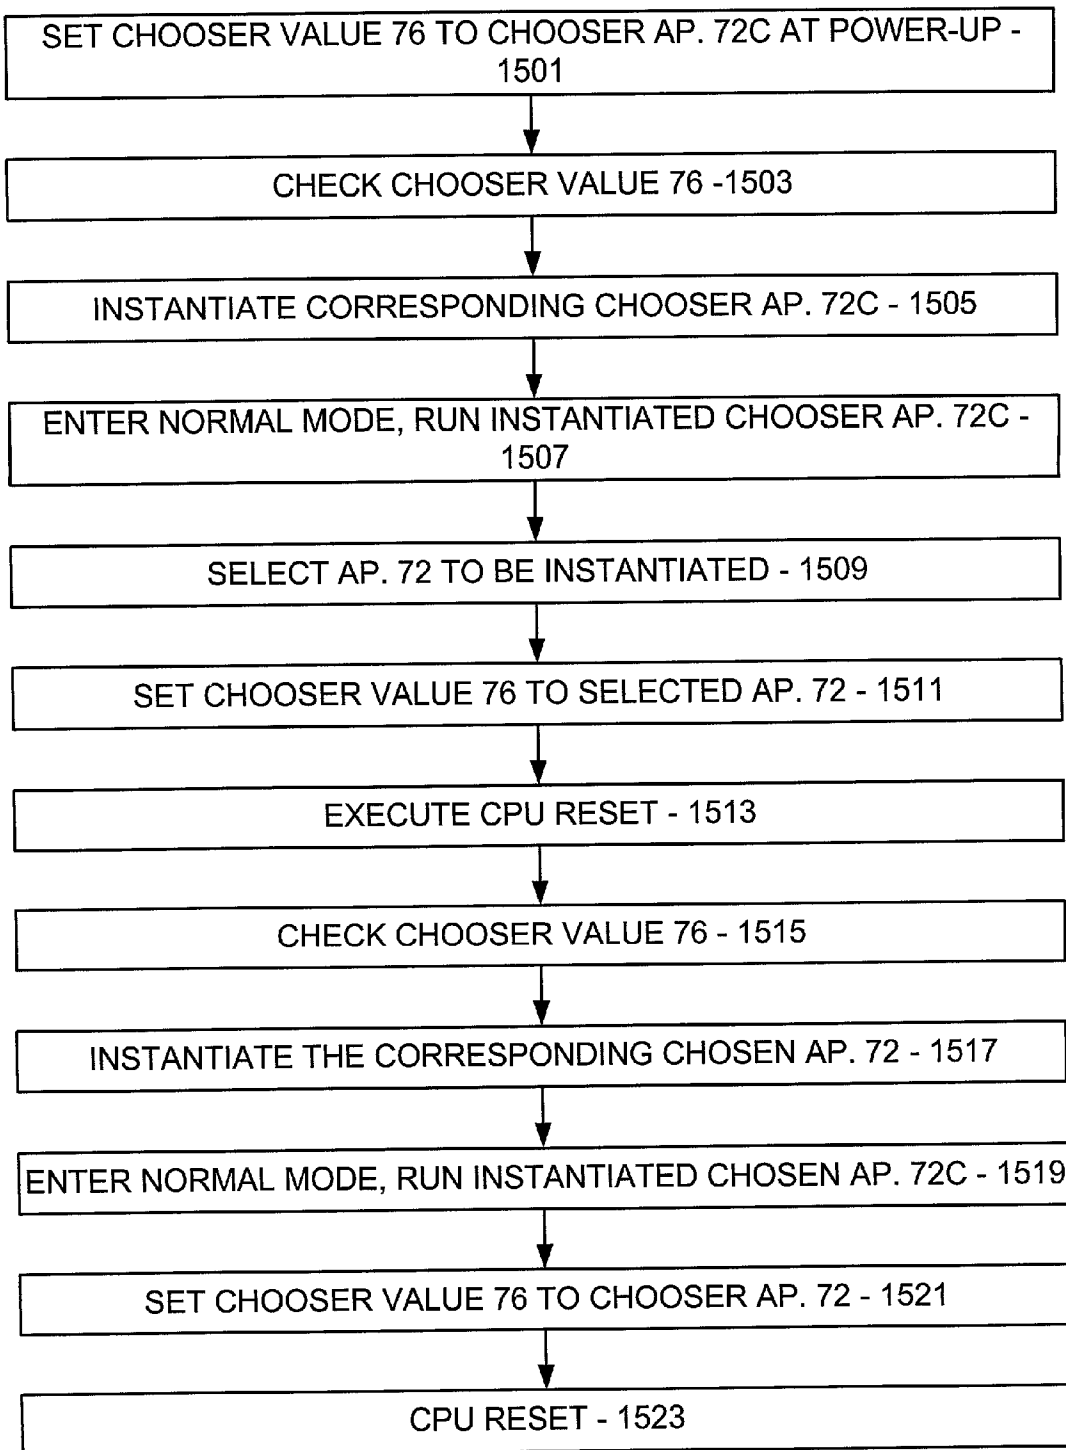 SET CHOOSER VALUE 76 TO CHOOSER AP. 72C AT POWER-UP -
1501
CHECK CHOOSER VALUE 76 -1503
INSTANTIATE CORRESPONDING CHOOSER AP. 72C - 1505
ENTER NORMAL MODE, RUN INSTANTIATED CHOOSER AP. 72C -
1507
SELECT AP. 72 TO BE INSTANTIATED - 1509
SET CHOOSER VALUE 76 TO SELECTED AP. 72 - 1511
EXECUTE CPU RESET - 1513
CHECK CHOOSER VALUE 76 - 1515
INSTANTIATE THE CORRESPONDING CHOSEN AP. 72 - 1517
ENTER NORMAL MODE, RUN INSTANTIATED CHOSEN AP. 72C - 1519
SET CHOOSER VALUE 76 TO CHOOSER AP. 72 - 1521
CPU RESET - 1523